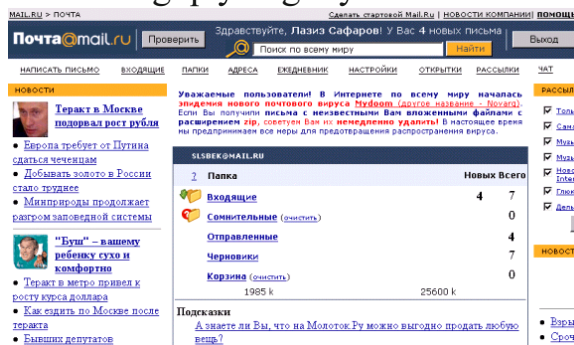 MAIL.RU > ПОЧТА
Сделать стартовой Mail.Ru | НОВОСТИ КОМПАНИИ | ПОМОЩЬ
Почта@mail.ru
Проверить
Здравствуйте, Лазиз Сафаров! У Вас 4 новых письма
Поиск по всему миру
Найти
Выход
НАПИСАТЬ ПИСЬМО ВХОДЯЩИЕ ПАПКИ АДРЕСА ЕЖЕДНЕВНИК НАСТРОЙКИ ОТКРЫТКИ РАССЫЛКИ ЧАТ
НОВОСТИ
Теракт в Москве
подорвал рост рубля
• Европа требует от Путина
сдаться чеченцам
• Добывать золото в России
стало труднее
• Минприроды продолжает
разгром заповедной системы
"Буш" – вашему
ребенку сухо и
комфортно
• Теракт в метро привел к
росту курса доллара
• Как ездить по Москве после
теракта
• Бывших депутатов
Уважаемые пользователи! В Интернете по всему миру началась
эпидемия нового почтового вируса Mydoom (другое название - Novarg).
Если Вы получили письма с неизвестными Вам вложенными файлами с
расширением zip, советуем Вам их немедленно удалить! В настоящее время
мы предпринимаем все меры для предотвращения распространения вируса.
SLSBEK@MAIL.RU
? Папка Новых Всего
Входящие 4 7
Сомнительные (очистить) 0
Отправленные 4
Черновики 7
Корзина (очистить) 0
1985 k 25600 k
Подсказки
А знаете ли Вы, что на Молоток.Ру можно выгодно продать любую
вещь?
НОВОСТ
• Взры
• Сроч